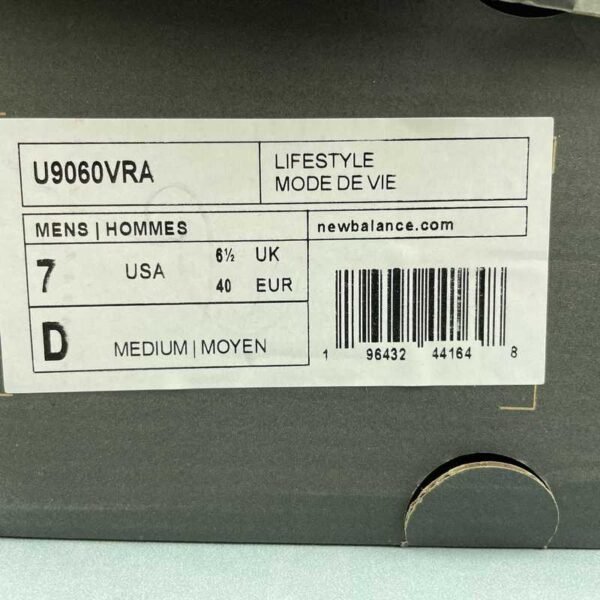 U9060VRA
LIFESTYLE
MODE DE VIE
MENS | HOMMES
newbalance.com
7 USA 6½ UK
40 EUR
D MEDIUM | MOYEN
1 96432 44164 8